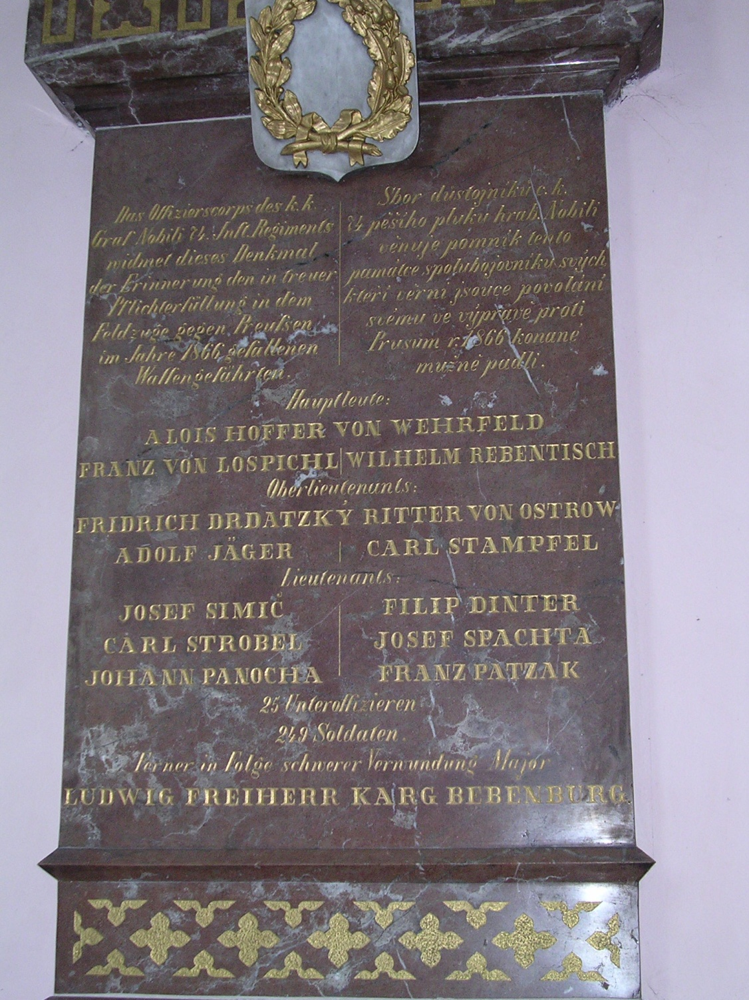 Das Offizierscorps des k. k.
Graf Nobili 74. Inft. Regiments
widmet dieses Denkmal
der Erinnerung den in treuer
Pflichterfüllung in dem
Feldzuge gegen Preußen
im Jahre 1866 gefallenen
Waffengefährten.
Sbor důstojníků c. k.
74 pěšího pluku hrab. Nobili
věnuje pomník tento
památce spolubojovníků svých
kteří věrni jsouce povolání
svému ve výpravě proti
Prusům r. 1866 konané
mužně padli.
Hauptleute:
ALOIS HOFFER VON WEHRFELD
FRANZ VON LOSPICHL WILHELM REBENTISCH
Oberlieutenants:
FRIDRICH DRDATZKÝ RITTER VON OSTROW
ADOLF JÄGER CARL STAMPFEL
Lieutenants:
JOSEF SIMIČ FILIP DINTER
CARL STROBEL JOSEF SPACHTA
JOHANN PANOCHA FRANZ PATZAK
25 Unteroffizieren
249 Soldaten.
Ferner in Folge schwerer Verwundung Major
LUDWIG FREIHERR KARG BEBENBURG